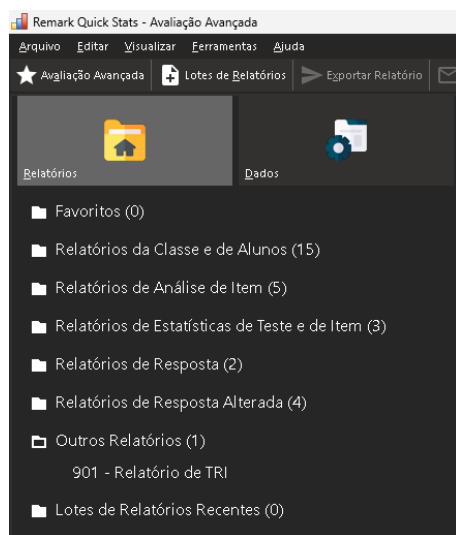 Remark Quick Stats - Avaliação Avançada
Arquivo Editar Visualizar Ferramentas Ajuda
Avaliação Avançada Lotes de Relatórios Exportar Relatório
Relatórios Dados
Favoritos (0)
Relatórios da Classe e de Alunos (15)
Relatórios de Análise de Item (5)
Relatórios de Estatísticas de Teste e de Item (3)
Relatórios de Resposta (2)
Relatórios de Resposta Alterada (4)
Outros Relatórios (1)
901 - Relatório de TRI
Lotes de Relatórios Recentes (0)